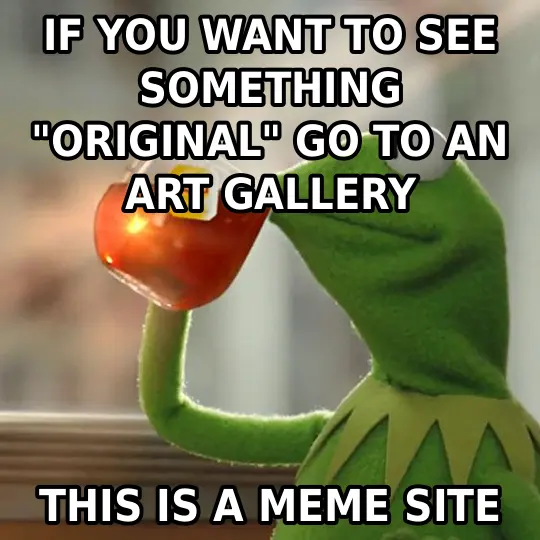 IF YOU WANT TO SEE
SOMETHING
"ORIGINAL" GO TO AN
ART GALLERY
THIS IS A MEME SITE